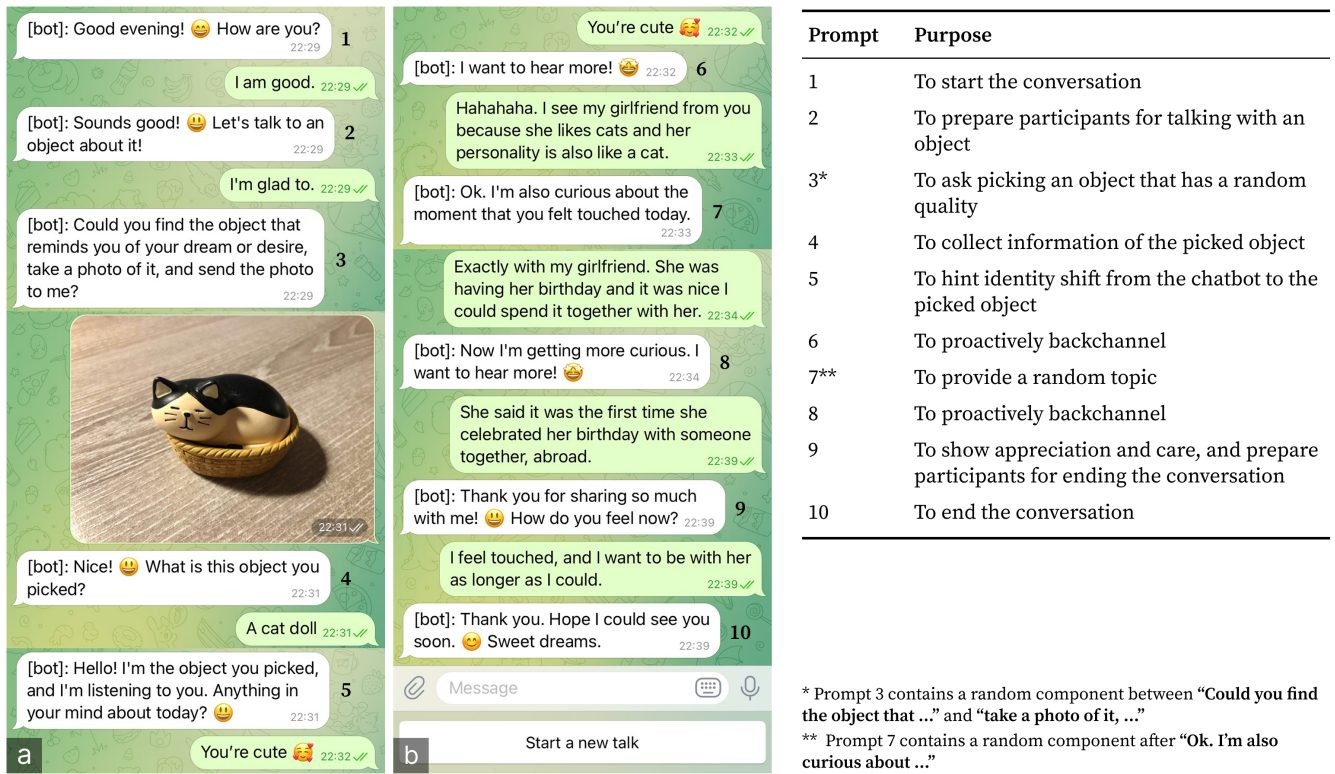 [bot]: Good evening! 😄 How are you?
22:29
1
I am good. 22:29
[bot]: Sounds good! 😃 Let's talk to an
object about it!
22:29
2
I'm glad to. 22:29
[bot]: Could you find the object that
reminds you of your dream or desire,
take a photo of it, and send the photo
to me?
22:29
3
22:31
[bot]: Nice! 😃 What is this object you
picked?
22:31
4
A cat doll 22:31
[bot]: Hello! I'm the object you picked,
and I'm listening to you. Anything in
your mind about today? 😃
22:31
5
You're cute 🥰 22:32
a
You're cute 🥰 22:32
[bot]: I want to hear more! 🤩 22:32
6
Hahahaha. I see my girlfriend from you
because she likes cats and her
personality is also like a cat.
22:33
[bot]: Ok. I'm also curious about the
moment that you felt touched today.
22:33
7
Exactly with my girlfriend. She was
having her birthday and it was nice I
could spend it together with her. 22:34
[bot]: Now I'm getting more curious. I
want to hear more! 🤩
22:34
8
She said it was the first time she
celebrated her birthday with someone
together, abroad.
22:39
[bot]: Thank you for sharing so much
with me! 😃 How do you feel now? 22:39
9
I feel touched, and I want to be with her
as longer as I could.
22:39
[bot]: Thank you. Hope I could see you
soon. 😊 Sweet dreams.
22:39
10
Message
Start a new talk
b
Prompt Purpose
1 To start the conversation
2 To prepare participants for talking with an
object
3* To ask picking an object that has a random
quality
4 To collect information of the picked object
5 To hint identity shift from the chatbot to the
picked object
6 To proactively backchannel
7** To provide a random topic
8 To proactively backchannel
9 To show appreciation and care, and prepare
participants for ending the conversation
10 To end the conversation
* Prompt 3 contains a random component between “Could you find
the object that ...” and “take a photo of it, ...”
** Prompt 7 contains a random component after “Ok. I’m also
curious about ...”